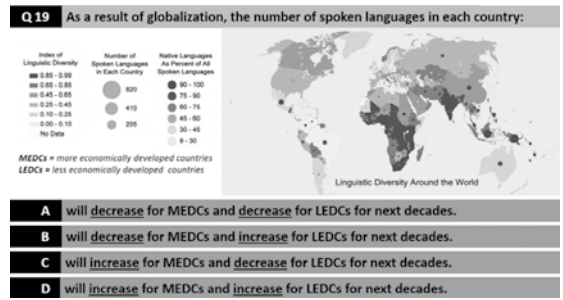 Q 19 As a result of globalization, the number of spoken languages in each country:
Index of
Linguistic Diversity
0.85 - 0.99
0.65 - 0.85
0.45 - 0.65
0.25 - 0.45
0.10 - 0.25
0.00 - 0.10
No Data
Number of
Spoken Languages
in Each Country
820
410
205
Native Languages
As Percent of All
Spoken Languages
90 - 100
75 - 90
60 - 75
45 - 60
30 - 45
9 - 30
MEDCs = more economically developed countries
LEDCs = less economically developed countries
Linguistic Diversity Around the World
A will decrease for MEDCs and decrease for LEDCs for next decades.
B will decrease for MEDCs and increase for LEDCs for next decades.
C will increase for MEDCs and decrease for LEDCs for next decades.
D will increase for MEDCs and increase for LEDCs for next decades.